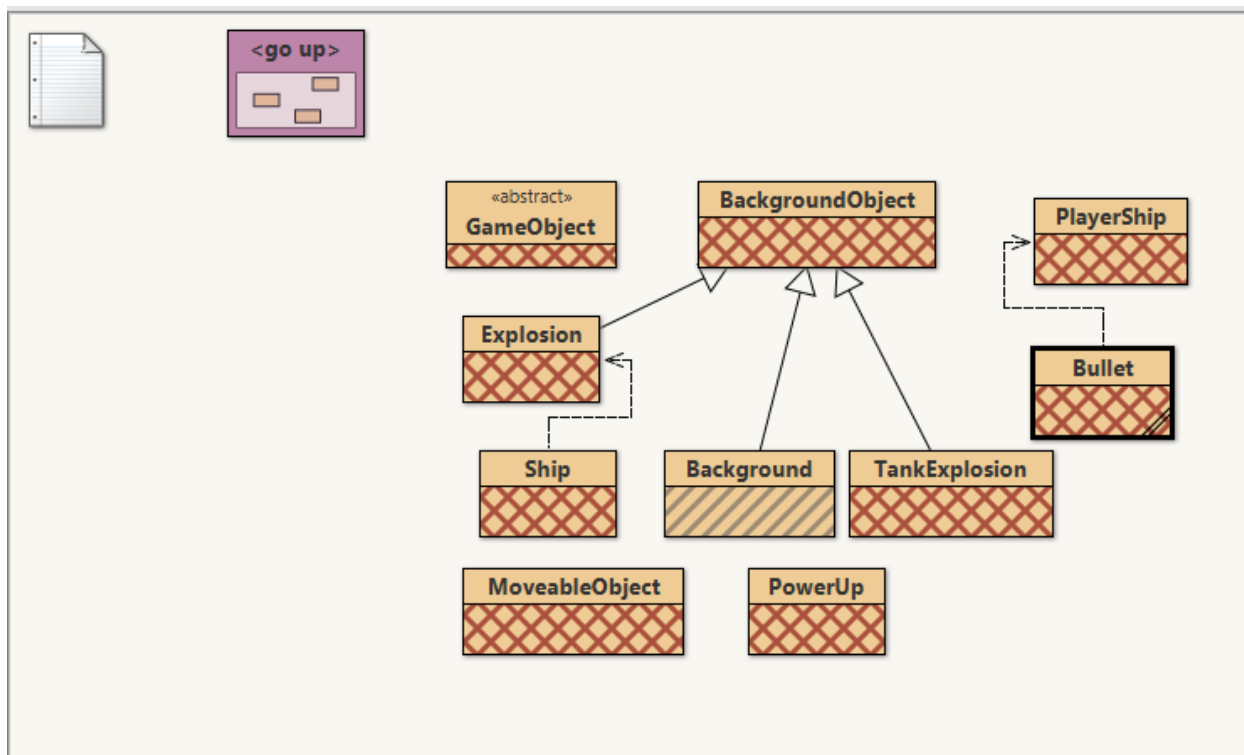 <go up>
«abstract»
GameObject
BackgroundObject
PlayerShip
Explosion
Bullet
Ship
Background
TankExplosion
MoveableObject
PowerUp